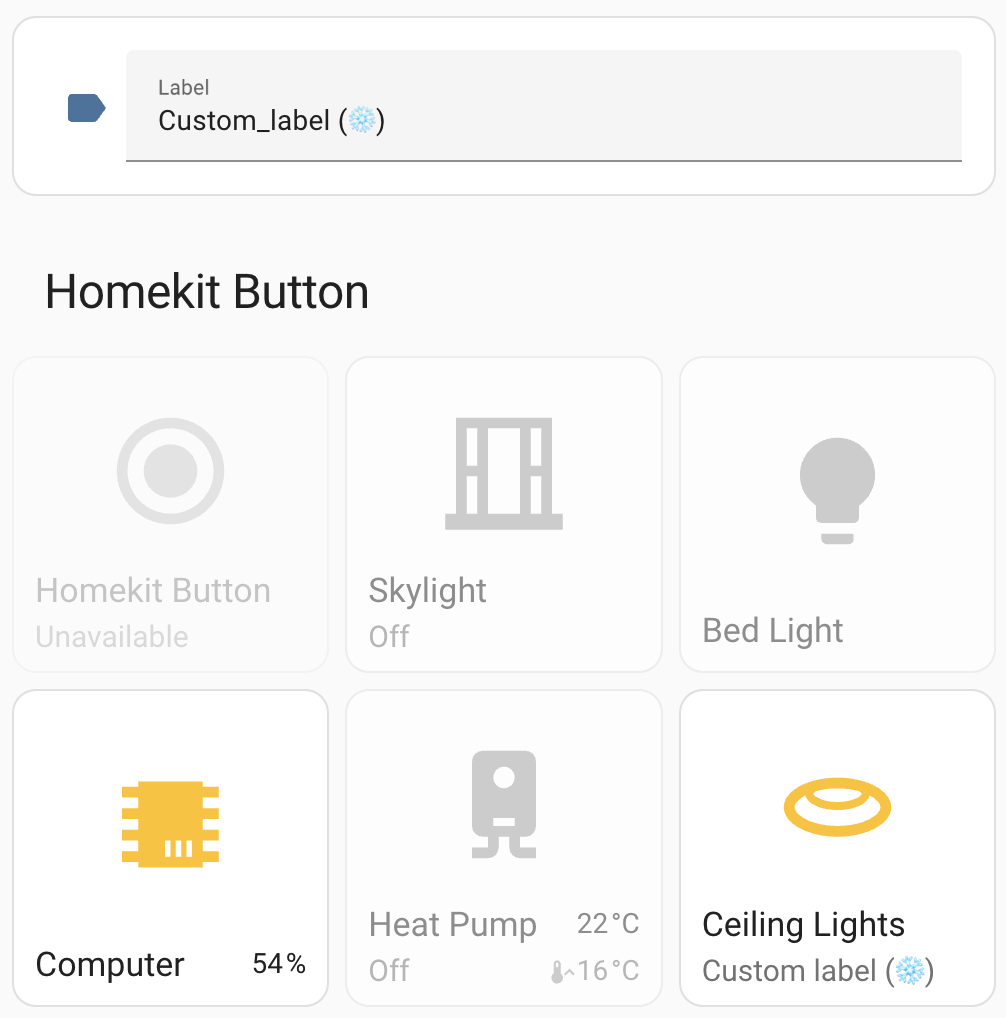 Label
Custom_label (❄️)
Homekit Button
Homekit Button
Unavailable
Skylight
Off
Bed Light
Computer 54%
Heat Pump 22°C
Off 16°C
Ceiling Lights
Custom label (❄️)